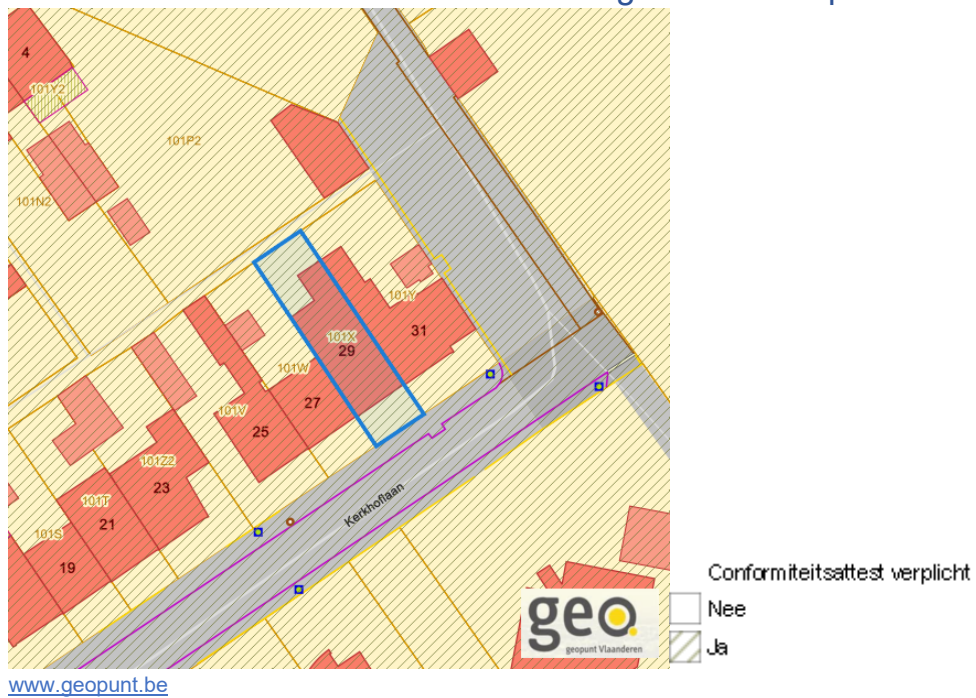 4
101Y2
101P2
101N2
101Y
31
101X
29
101W
27
101V
25
101Z2
23
101T
21
101S
19
Kerkhoflaan
geo.
geopunt Vlaanderen
Conformiteitsattest verplicht
Nee
Ja
www.geopunt.be